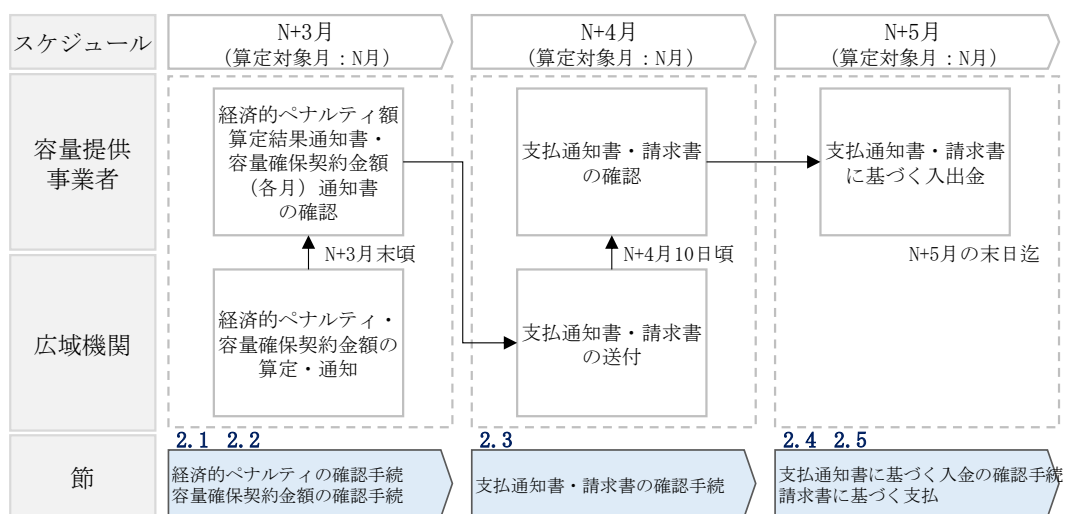 スケジュール
N+3月
(算定対象月：N月)
N+4月
(算定対象月：N月)
N+5月
(算定対象月：N月)
容量提供
事業者
経済的ペナルティ額
算定結果通知書・
容量確保契約金額
（各月）通知書
の確認
支払通知書・請求書
の確認
支払通知書・請求書
に基づく入出金
N+3月末頃
N+4月10日頃
N+5月の末日迄
広域機関
経済的ペナルティ・
容量確保契約金額の
算定・通知
支払通知書・請求書
の送付
節
2.1 2.2
経済的ペナルティの確認手続
容量確保契約金額の確認手続
2.3
支払通知書・請求書の確認手続
2.4 2.5
支払通知書に基づく入金の確認手続
請求書に基づく支払